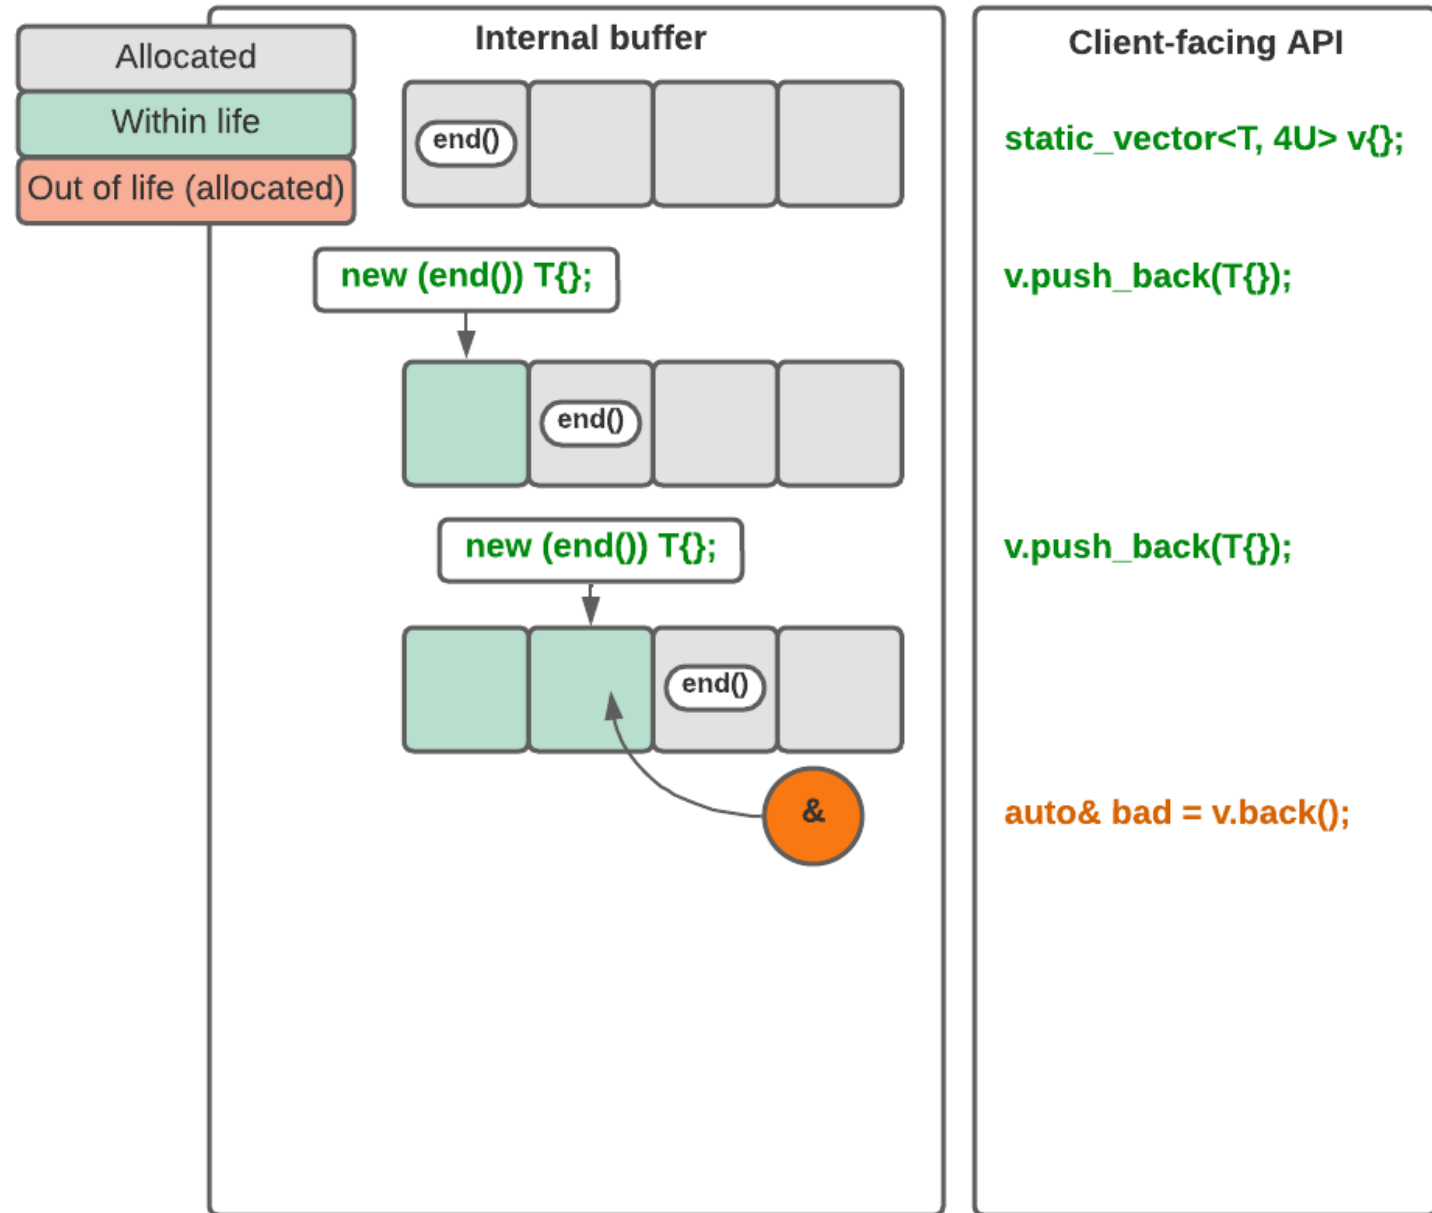 Allocated
Within life
Out of life (allocated)
Internal buffer
end()
new (end()) T{};
end()
new (end()) T{};
end()
&
Client-facing API
static_vector<T, 4U> v{};
v.push_back(T{});
v.push_back(T{});
auto& bad = v.back();